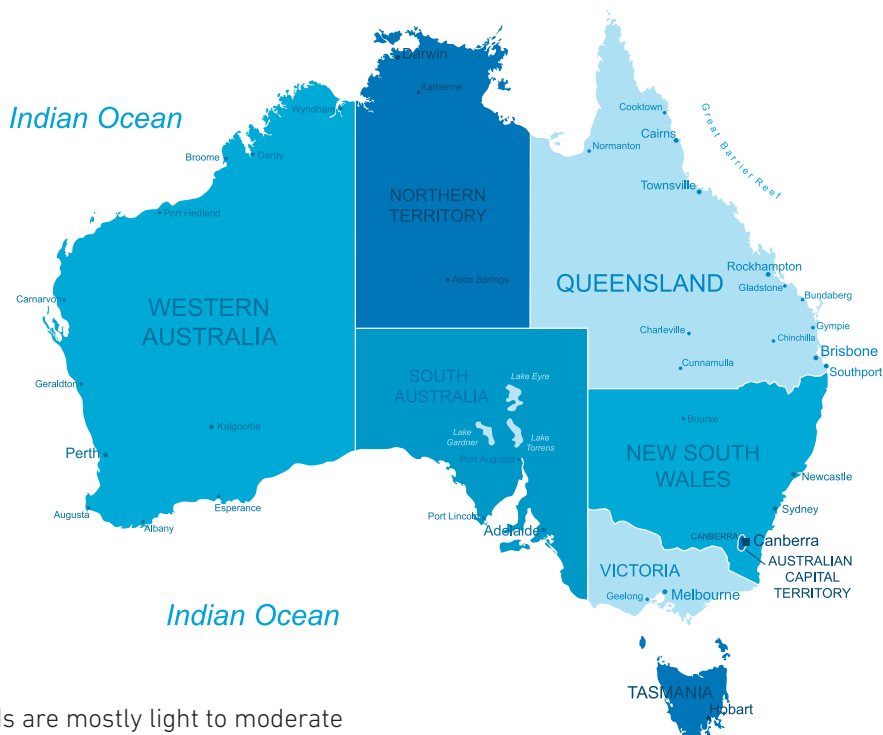 Darwin
Katherine
Wyndham
Indian Ocean
Cooktown
Great Barrier Reef
Cairns
Normanton
Broome
Derby
Townsville
NORTHERN
TERRITORY
Port Hedland
Rockhampton
Alice Springs
QUEENSLAND
Gladstone
Bundaberg
Carnarvon
WESTERN
AUSTRALIA
Charleville
Gympie
Chinchilla
Brisbone
Cunnamulla
Southport
SOUTH
AUSTRALIA
Lake Eyre
Geraldton
Bourke
Kalgoorlie
Lake
Gardner
Lake
Torrens
Perth
Port Augusta
NEW SOUTH
WALES
Newcastle
Esperance
Augusta
Albany
Port Lincoln
Adelaide
Sydney
CANBERRA
Canberra
AUSTRALIAN
CAPITAL
TERRITORY
VICTORIA
Geelong
Melbourne
Indian Ocean
TASMANIA
Hobart
are mostly light to moderate